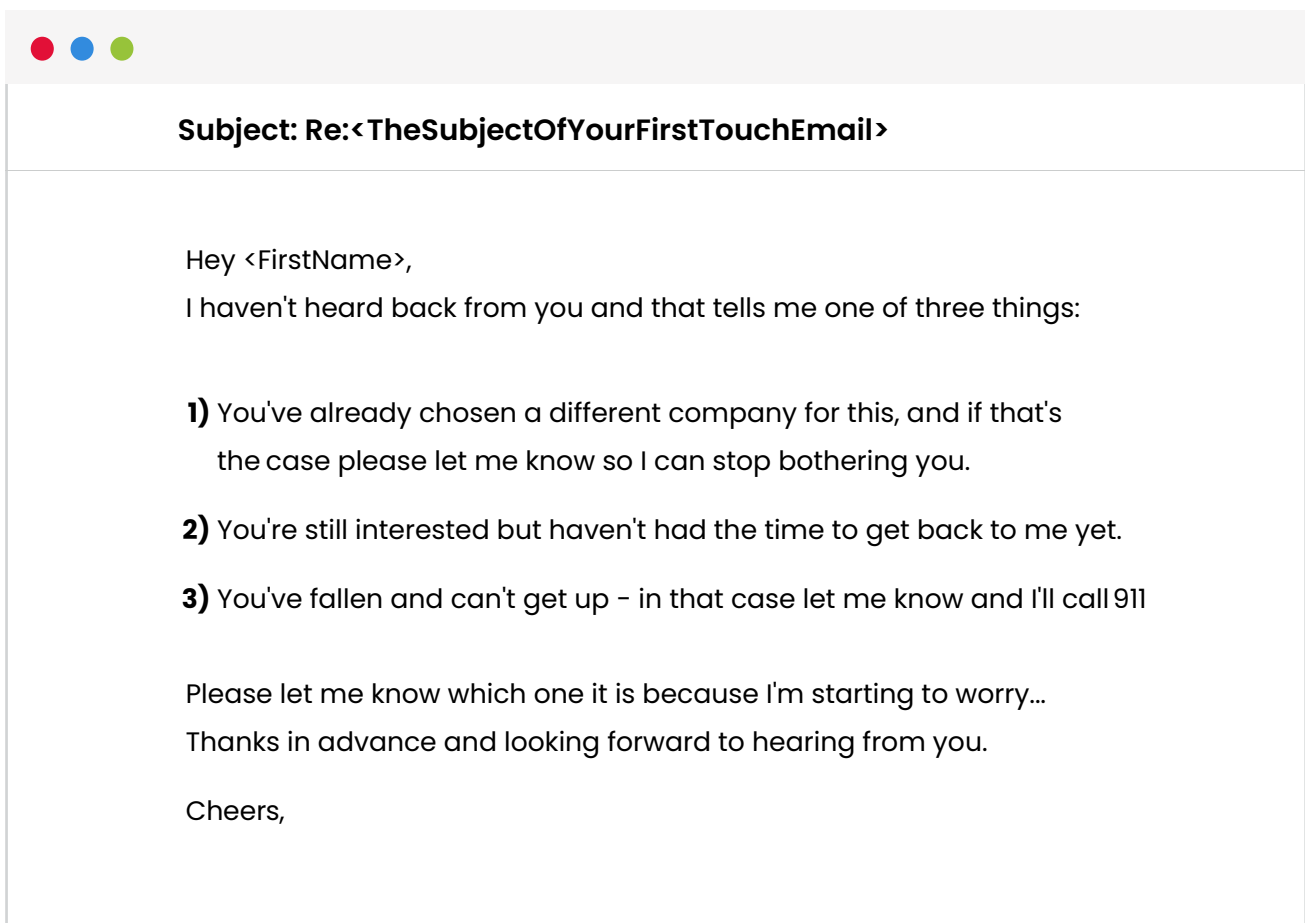 Subject: Re:<TheSubjectOfYourFirstTouchEmail>
Hey <FirstName>,
I haven't heard back from you and that tells me one of three things:
1) You've already chosen a different company for this, and if that's
the case please let me know so I can stop bothering you.
2) You're still interested but haven't had the time to get back to me yet.
3) You've fallen and can't get up - in that case let me know and I'll call 911
Please let me know which one it is because I'm starting to worry...
Thanks in advance and looking forward to hearing from you.
Cheers,